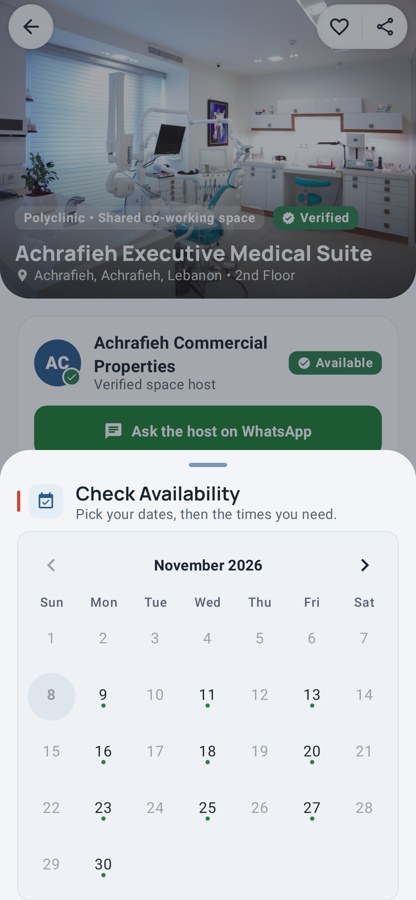 Polyclinic • Shared co-working space
Verified
Achrafieh Executive Medical Suite
Achrafieh, Achrafieh, Lebanon • 2nd Floor
AC
Achrafieh Commercial
Properties
Verified space host
Available
Ask the host on WhatsApp
Check Availability
Pick your dates, then the times you need.
November 2026
Sun Mon Tue Wed Thu Fri Sat
1 2 3 4 5 6 7
8 9 10 11 12 13 14
15 16 17 18 19 20 21
22 23 24 25 26 27 28
29 30